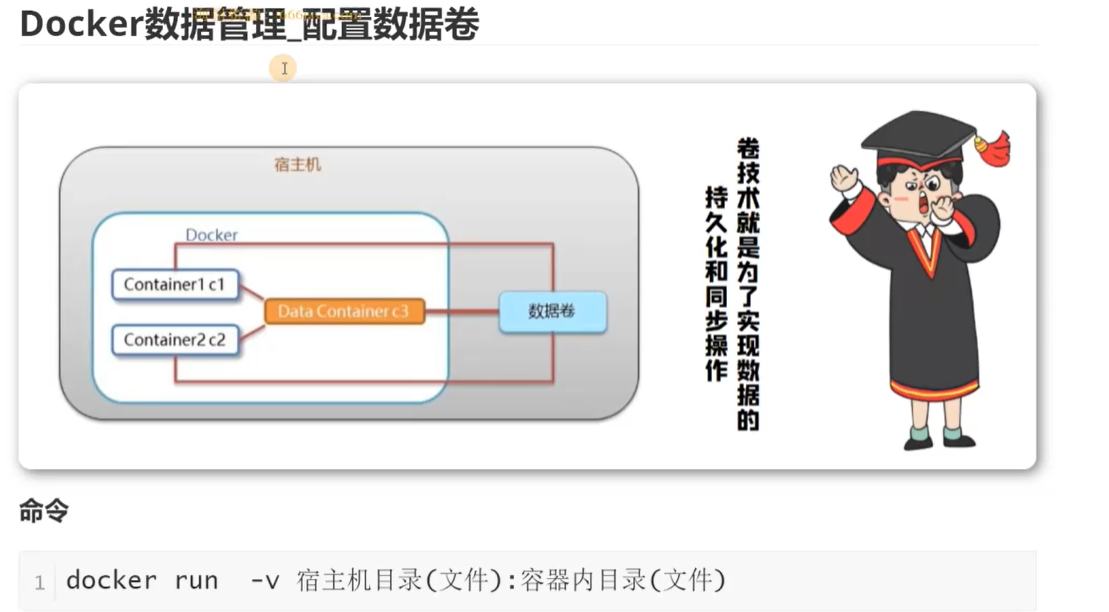 Docker数据管理_配置数据卷
宿主机
Docker
Container1 c1
Data Container c3
Container2 c2
数据卷
卷技术就是为了实现数据的
持久化和同步操作
命令
1 docker run  -v 宿主机目录(文件):容器内目录(文件)